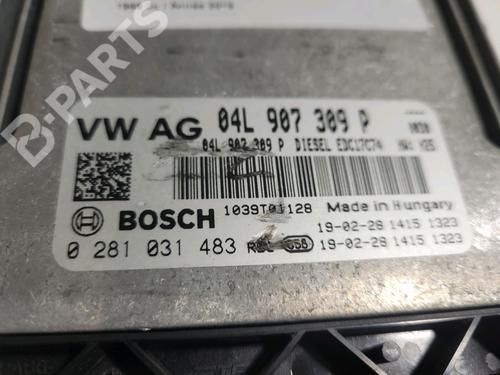 B-PARTS
VW AG 04L 907 309 P
04L 907 309 P DIESEL EDC17C74
BOSCH 1039T01128 Made in Hungary
0 281 031 483 19-02-28 1415 1323
19-02-28 1415 1323